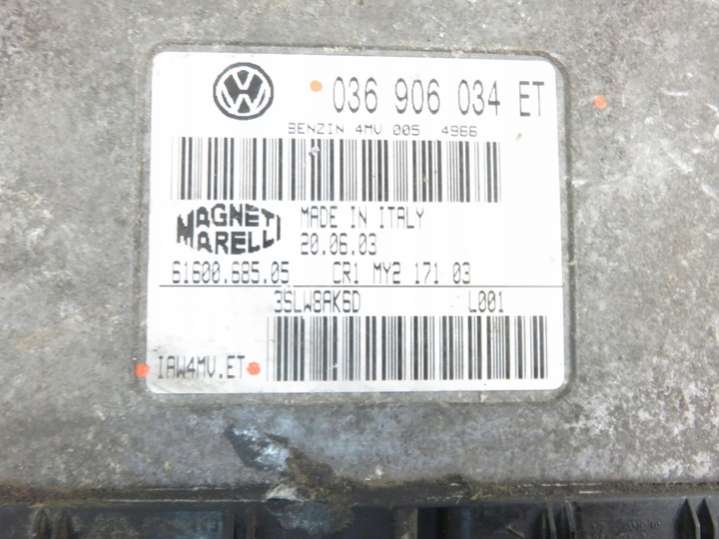 036 906 034 ET
BENZIN 4MV 005 4966
MAGNETI MARELLI
MADE IN ITALY
20.06.03
61600.685.05 CR1 MY2 171 03
3SLW8AK6D L001
IAW4MV.ET